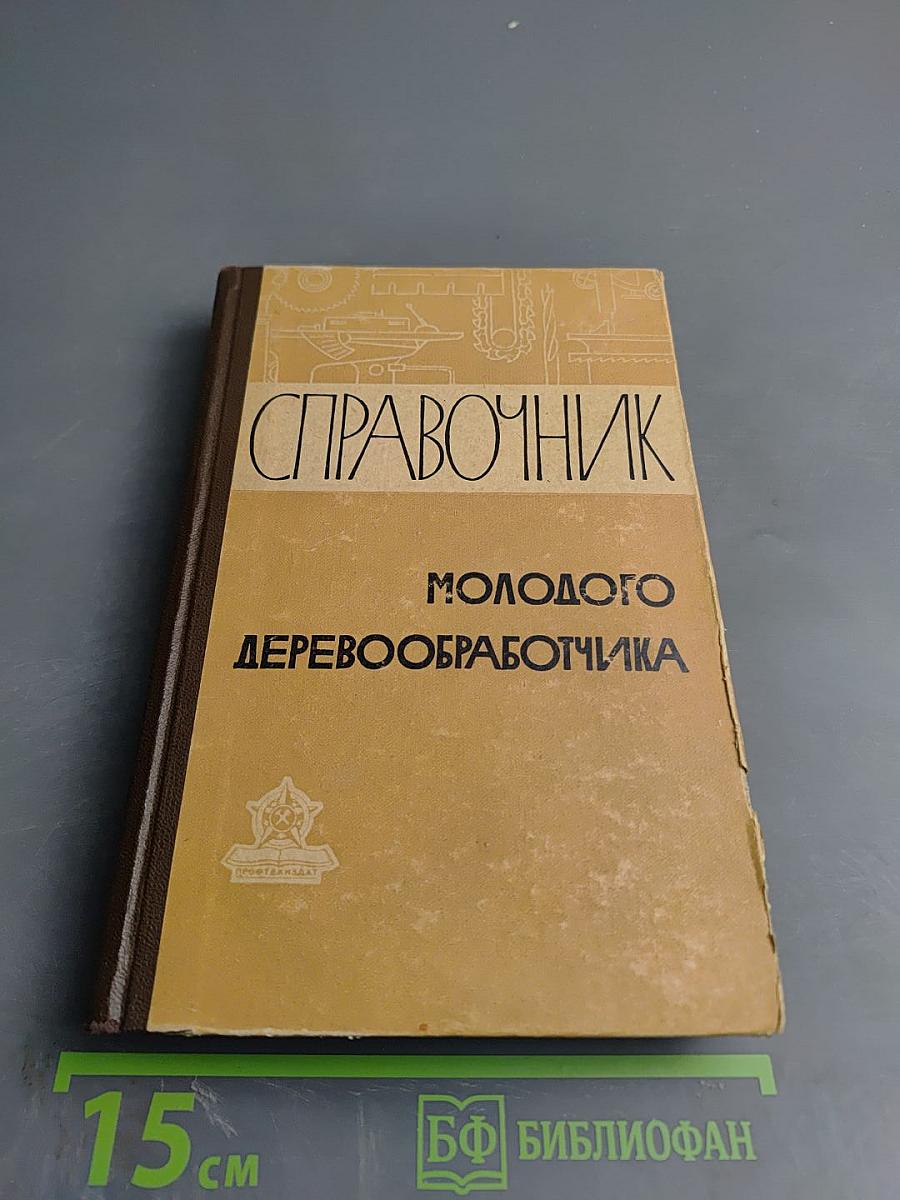 СПРАВОЧНИК
МОЛОДОГО
ДЕРЕВООБРАБОТЧИКА
ПРОФТЕХИЗДАТ
15 см
БФ БИБЛИОФАН